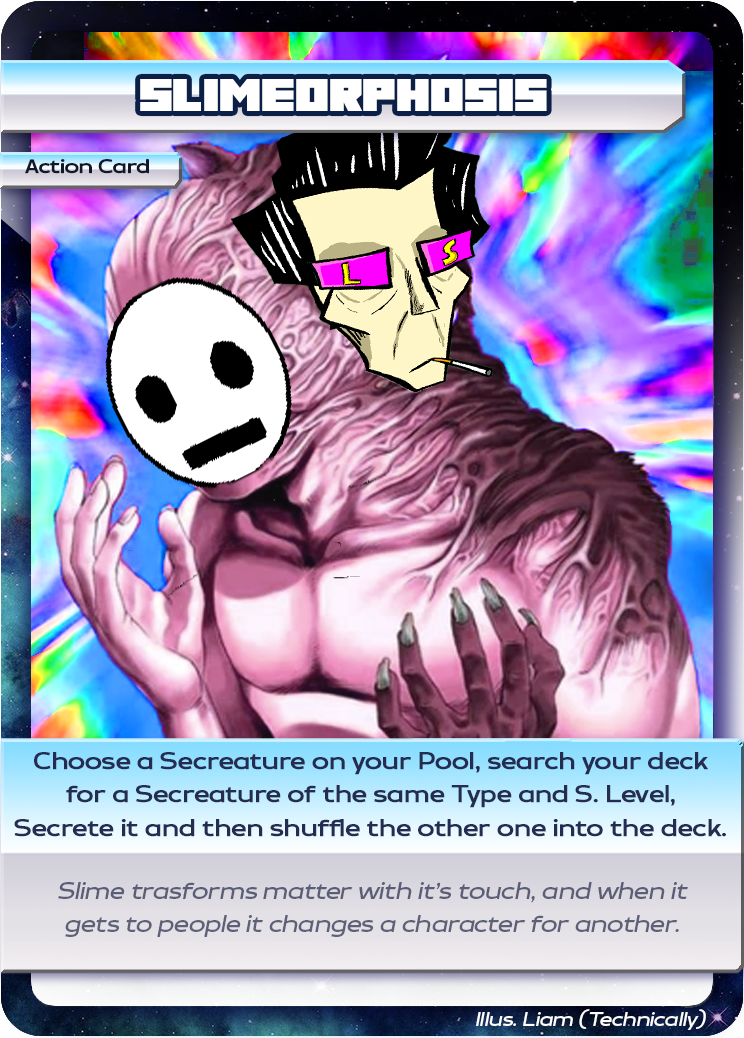 SLIMEORPHOSIS
Action Card
L S
Choose a Secreature on your Pool, search your deck
for a Secreature of the same Type and S. Level,
Secrete it and then shuffle the other one into the deck.
Slime trasforms matter with it's touch, and when it
gets to people it changes a character for another.
Illus. Liam (Technically)